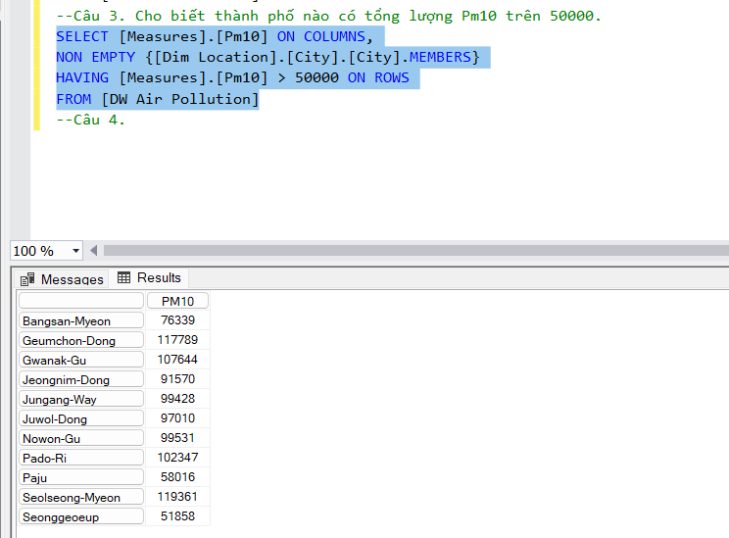 --Câu 3. Cho biết thành phố nào có tổng lượng Pm10 trên 50000.
SELECT [Measures].[Pm10] ON COLUMNS,
NON EMPTY {[Dim Location].[City].[City].MEMBERS}
HAVING [Measures].[Pm10] > 50000 ON ROWS
FROM [DW Air Pollution]
--Câu 4.
100 %
Messages Results
PM10
Bangsan-Myeon 76339
Geumchon-Dong 117789
Gwanak-Gu 107644
Jeongnim-Dong 91570
Jungang-Way 99428
Juwol-Dong 97010
Nowon-Gu 99531
Pado-Ri 102347
Paju 58016
Seolseong-Myeon 119361
Seonggeoeup 51858